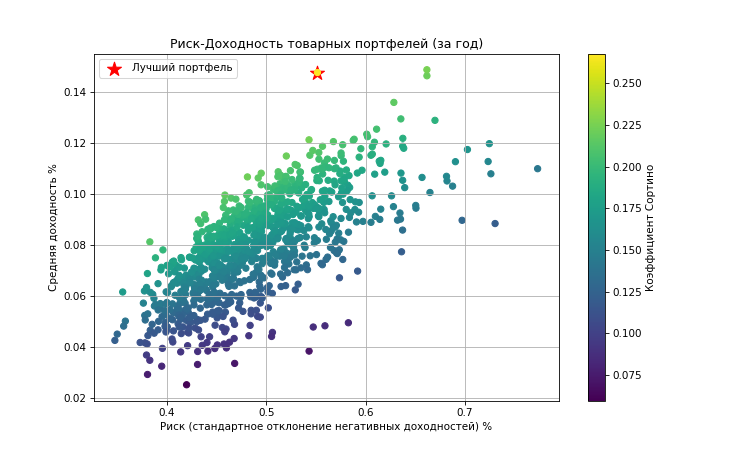 Риск-Доходность товарных портфелей (за год)
Лучший портфель
Средняя доходность %
0.14
0.12
0.10
0.08
0.06
0.04
0.02
0.4 0.5 0.6 0.7
Риск (стандартное отклонение негативных доходностей) %
0.250
0.225
0.200
0.175
0.150
0.125
0.100
0.075
Коэффициент Сортино